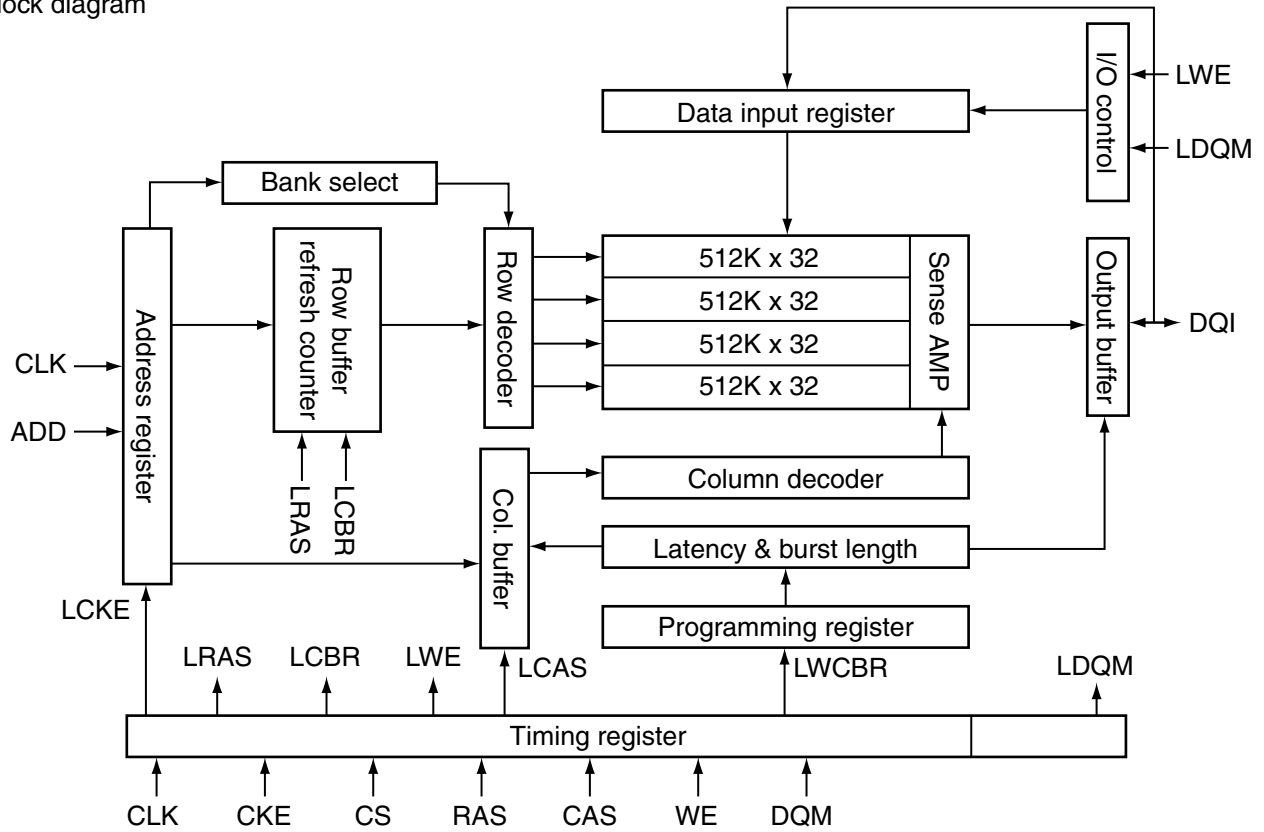 lock diagram
I/O control
LWE
Data input register
LDQM
Bank select
Address register
Row buffer
refresh counter
Row decoder
512K x 32
512K x 32
512K x 32
512K x 32
Sense AMP
Output buffer
DQI
CLK
ADD
LRAS
LCBR
Col. buffer
Column decoder
Latency & burst length
Programming register
LCKE
LRAS
LCBR
LWE
LCAS
LWCBR
LDQM
Timing register
CLK
CKE
CS
RAS
CAS
WE
DQM